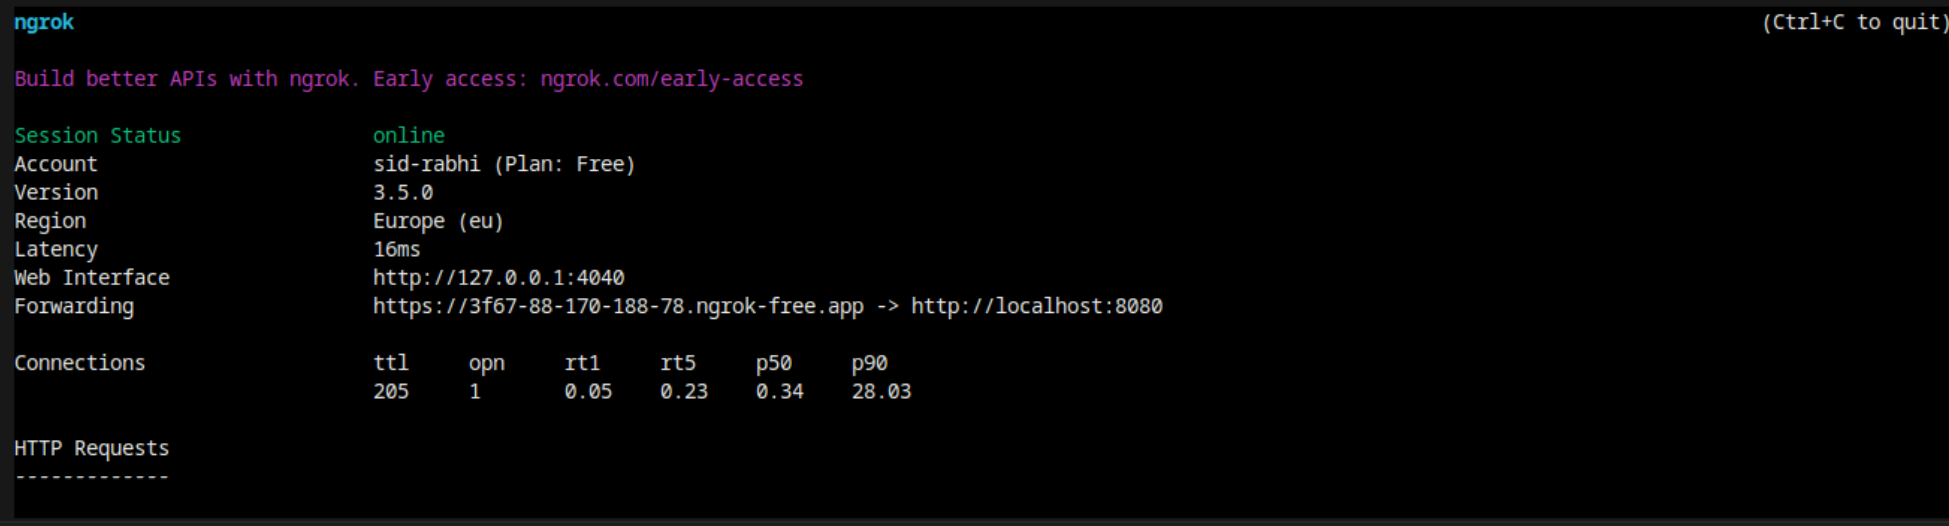 ngrok (Ctrl+C to quit)
Build better APIs with ngrok. Early access: ngrok.com/early-access
Session Status online
Account sid-rabhi (Plan: Free)
Version 3.5.0
Region Europe (eu)
Latency 16ms
Web Interface http://127.0.0.1:4040
Forwarding https://3f67-88-170-188-78.ngrok-free.app -> http://localhost:8080
Connections ttl opn rt1 rt5 p50 p90
205 1 0.05 0.23 0.34 28.03
HTTP Requests
-------------